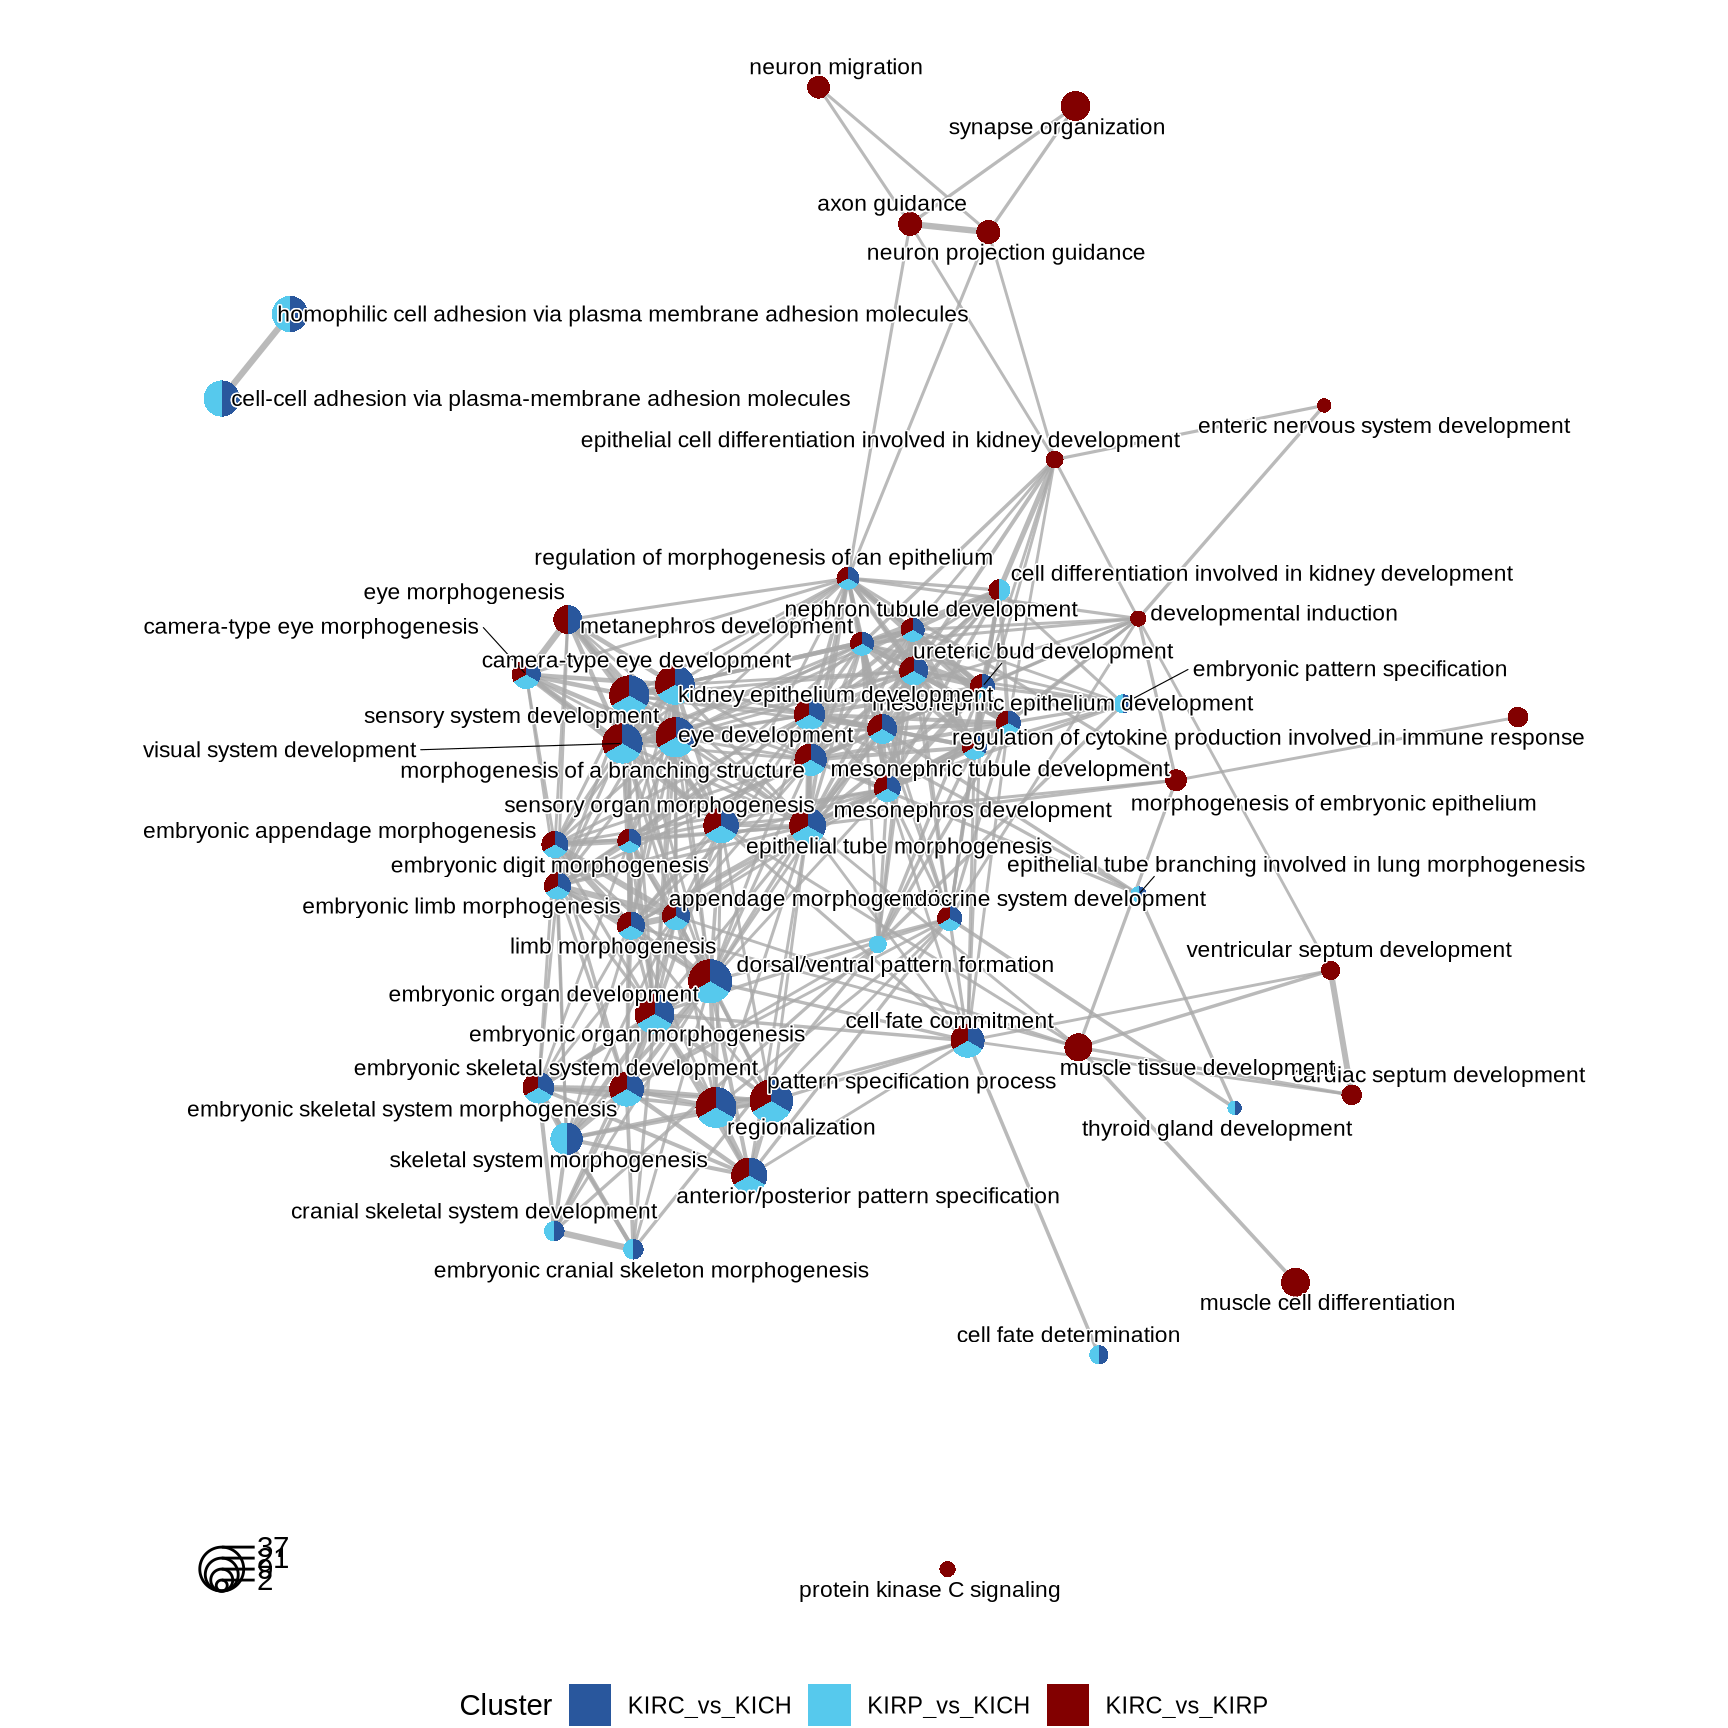 neuron migration
synapse organization
axon guidance
neuron projection guidance
homophilic cell adhesion via plasma membrane adhesion molecules
cell-cell adhesion via plasma-membrane adhesion molecules
enteric nervous system development
epithelial cell differentiation involved in kidney development
regulation of morphogenesis of an epithelium
cell differentiation involved in kidney development
eye morphogenesis
nephron tubule development
developmental induction
camera-type eye morphogenesis
metanephros development
ureteric bud development
camera-type eye development
embryonic pattern specification
kidney epithelium development
mesonephric epithelium development
sensory system development
eye development
regulation of cytokine production involved in immune response
visual system development
morphogenesis of a branching structure
mesonephric tubule development
sensory organ morphogenesis
morphogenesis of embryonic epithelium
mesonephros development
embryonic appendage morphogenesis
epithelial tube morphogenesis
embryonic digit morphogenesis
epithelial tube branching involved in lung morphogenesis
appendage morphogenesis
endocrine system development
embryonic limb morphogenesis
limb morphogenesis
ventricular septum development
dorsal/ventral pattern formation
embryonic organ development
cell fate commitment
embryonic organ morphogenesis
embryonic skeletal system development
muscle tissue development
cardiac septum development
pattern specification process
embryonic skeletal system morphogenesis
regionalization
thyroid gland development
skeletal system morphogenesis
anterior/posterior pattern specification
cranial skeletal system development
embryonic cranial skeleton morphogenesis
muscle cell differentiation
cell fate determination
37
2
protein kinase C signaling
Cluster KIRC_vs_KICH KIRP_vs_KICH KIRC_vs_KIRP